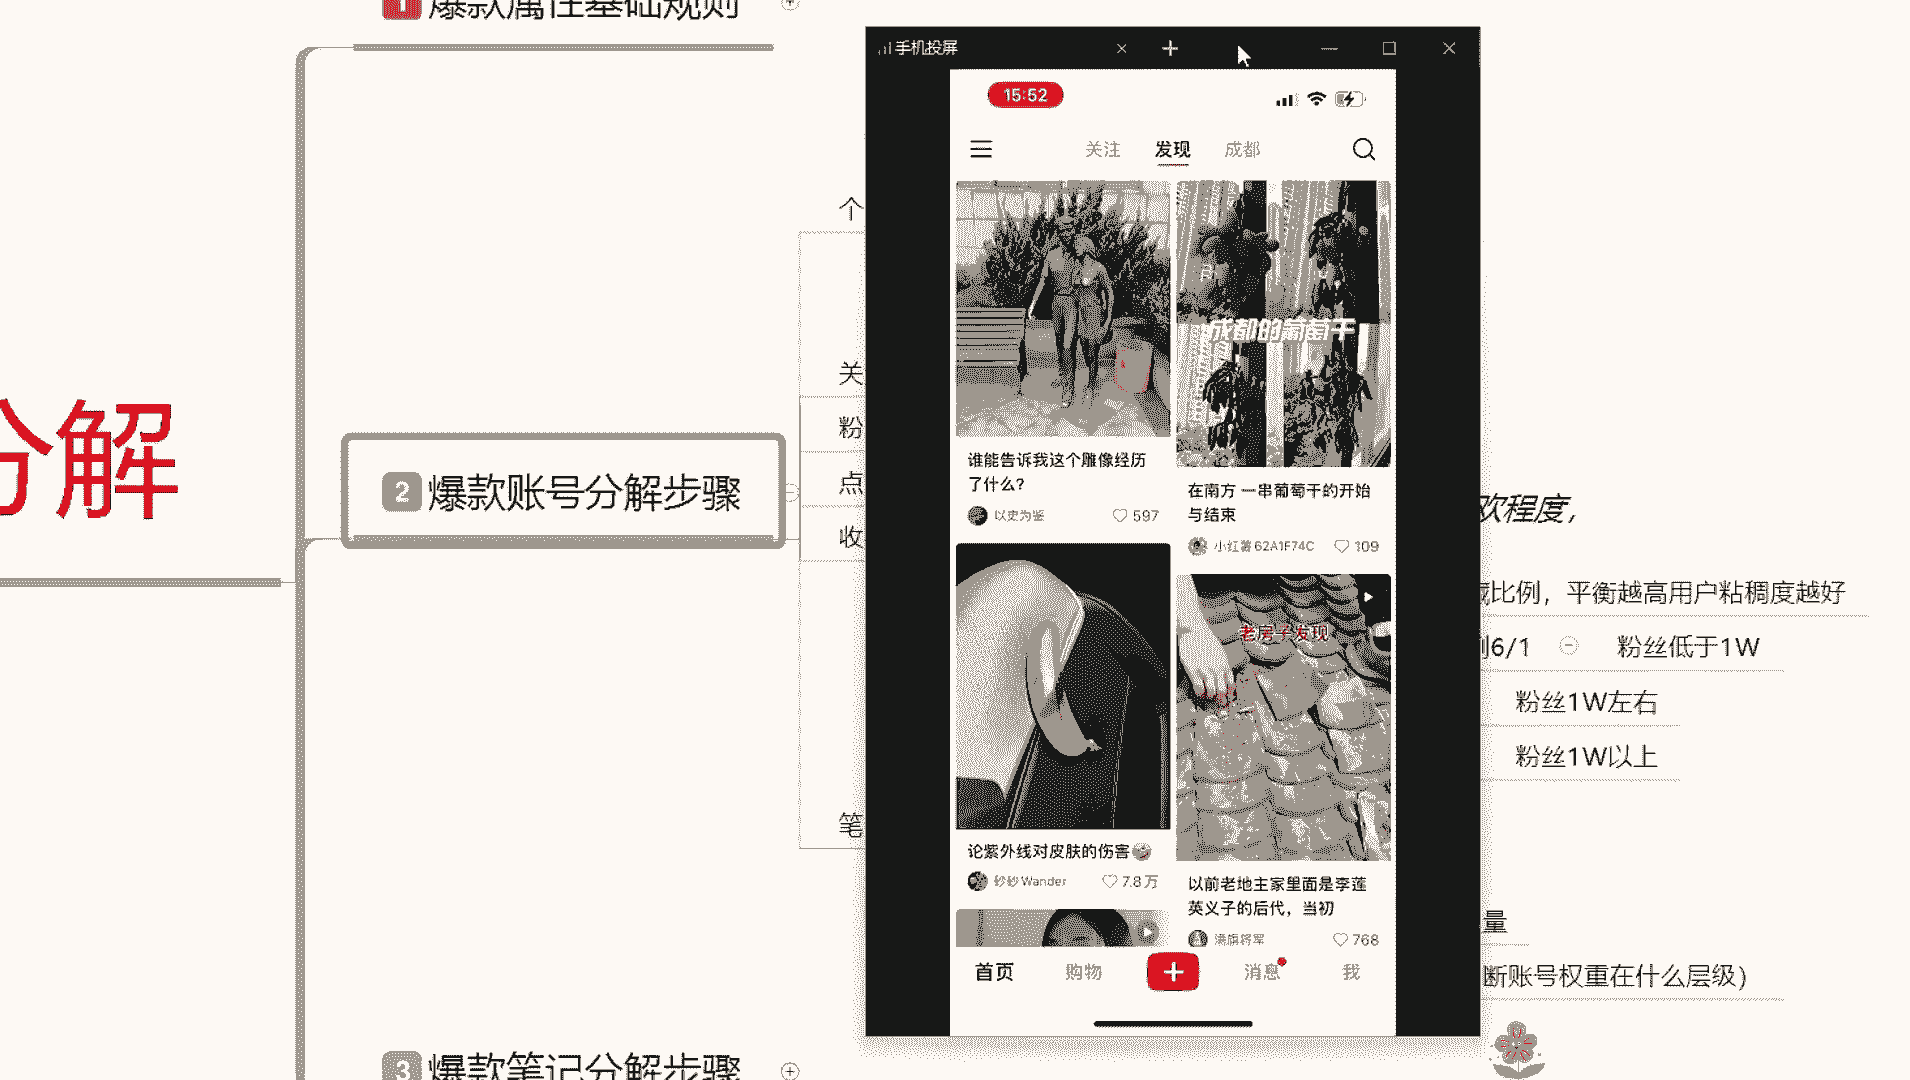 1 爆款属性基础规则
分解
2 爆款账号分解步骤
3 爆款笔记分解步骤
个
关
粉
点
收
笔
手机投屏
15:52
关注 发现 成都
成都的葡萄干
谁能告诉我这个雕像经历
了什么?
以史为鉴 597
在南方 一串葡萄干的开始
与结束
小红薯62A1F74C 109
老房子发现
论紫外线对皮肤的伤害
纱纱Wander 7.8万
以前老地主家里面是李莲
英义子的后代，当初
满旗将军 768
首页 购物 消息 我
欢程度，
藏比例，平衡越高用户粘稠度越好
例6/1 粉丝低于1W
粉丝1W左右
粉丝1W以上
量
断账号权重在什么层级)